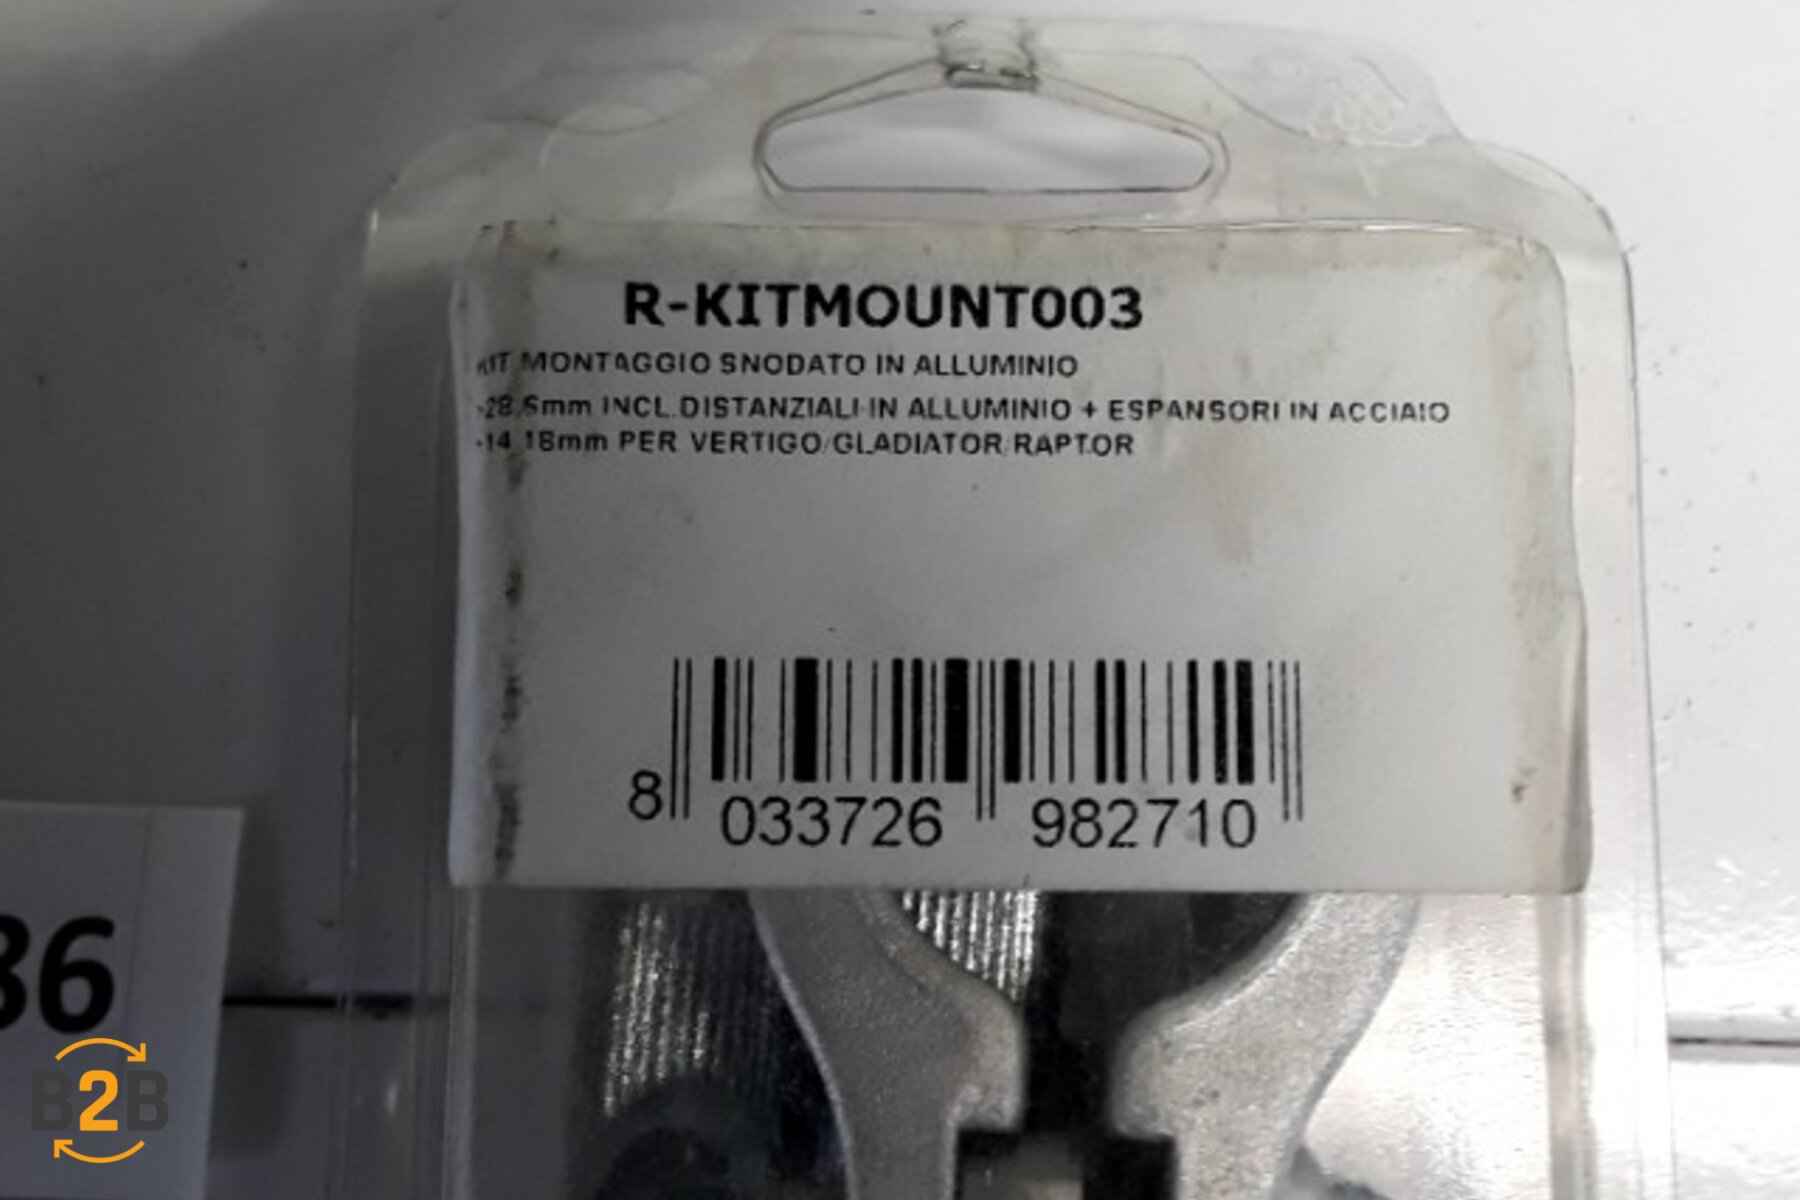 R-KITMOUNT003
KIT MONTAGGIO SNODATO IN ALLUMINIO
-28,6mm INCL.DISTANZIALI IN ALLUMINIO + ESPANSORI IN ACCIAIO
-14/18mm PER VERTIGO/GLADIATOR/RAPTOR
8 033726 982710
36
B2B